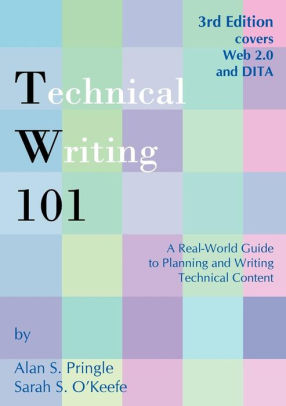 3rd Edition
covers
Web 2.0
and DITA
Technical
Writing
101
A Real-World Guide
to Planning and Writing
Technical Content
by
Alan S. Pringle
Sarah S. O'Keefe